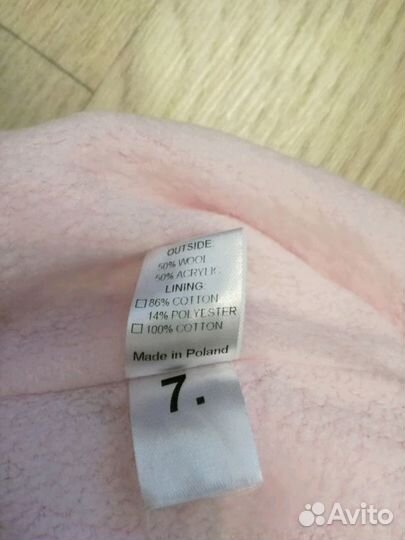 OUTSIDE:
50% WOOL
50% ACRYLIC
LINING:
☐ 86% COTTON
14% POLYESTER
☐ 100% COTTON
Made in Poland
7.
Avito